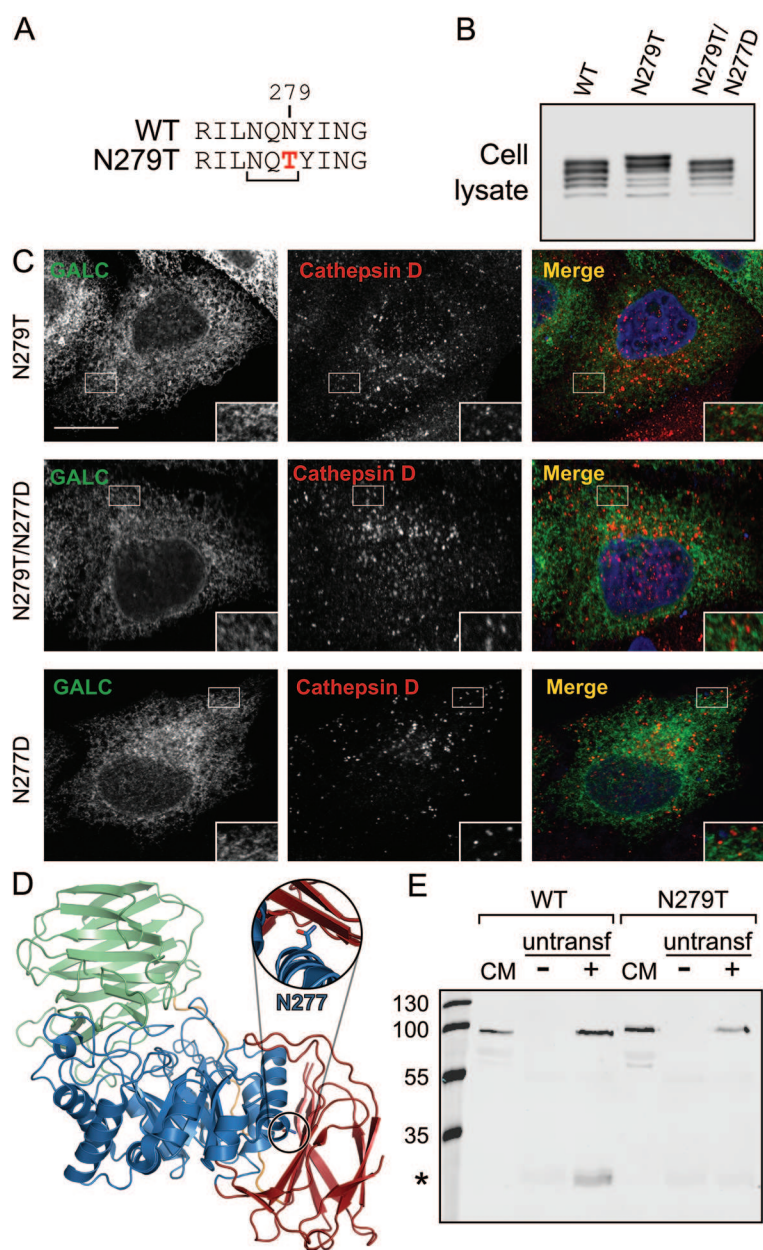 A
279
WT RILNQNYING
N279T RILNQTYING
B
WT N279T N279T/
N277D
Cell
lysate
C
N279T
GALC Cathepsin D Merge
N279T/N277D
GALC Cathepsin D Merge
N277D
GALC Cathepsin D Merge
D
N277
E
WT N279T
untransf untransf
CM - + CM - +
130
100
55
35
*